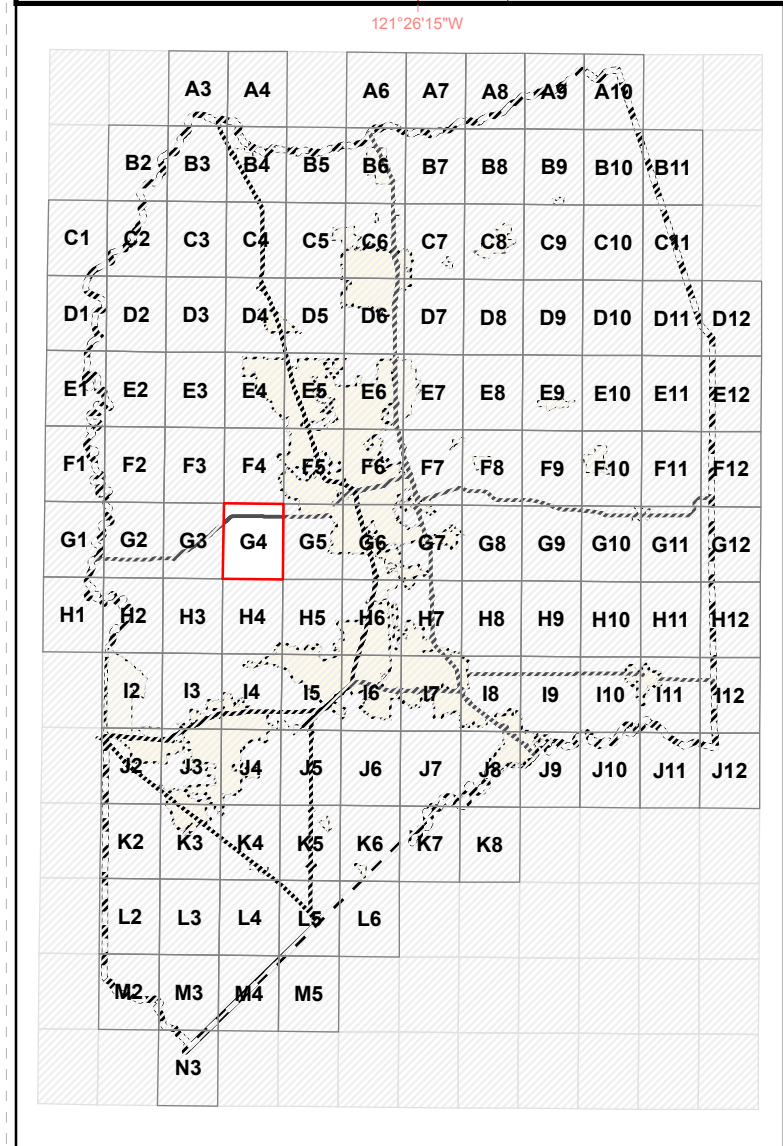 121°26'15"W
A3 A4 A6 A7 A8 A9 A10
B2 B3 B4 B5 B6 B7 B8 B9 B10 B11
C1 C2 C3 C4 C5 C6 C7 C8 C9 C10 C11
D1 D2 D3 D4 D5 D6 D7 D8 D9 D10 D11 D12
E1 E2 E3 E4 E5 E6 E7 E8 E9 E10 E11 E12
F1 F2 F3 F4 F5 F6 F7 F8 F9 F10 F11 F12
G1 G2 G3 G4 G5 G6 G7 G8 G9 G10 G11 G12
H1 H2 H3 H4 H5 H6 H7 H8 H9 H10 H11 H12
I2 I3 I4 I5 I6 I7 I8 I9 I10 I11 I12
J2 J3 J4 J5 J6 J7 J8 J9 J10 J11 J12
K2 K3 K4 K5 K6 K7 K8
L2 L3 L4 L5 L6
M2 M3 M4 M5
N3